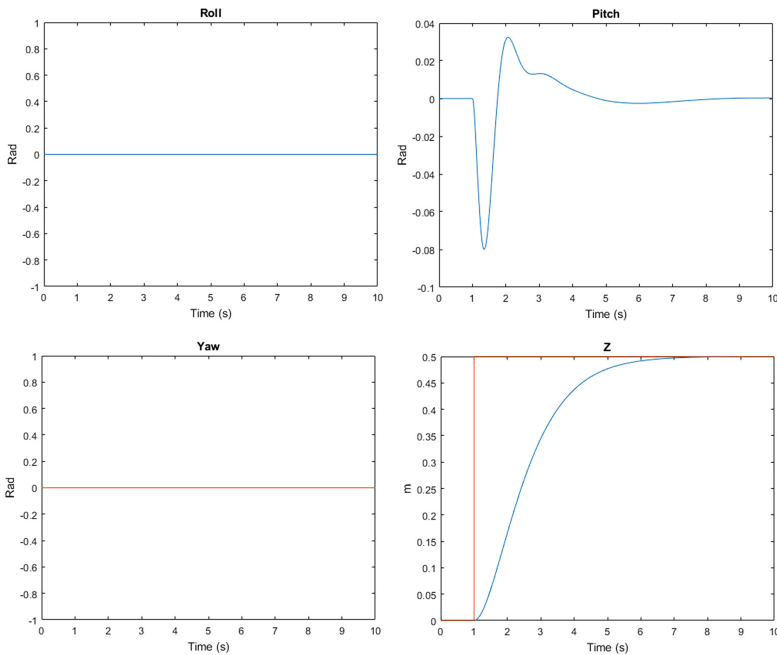 Roll
1
0.8
0.6
0.4
0.2
0
-0.2
-0.4
-0.6
-0.8
-1
Rad
0 1 2 3 4 5 6 7 8 9 10
Time (s)
Pitch
0.04
0.02
0
-0.02
-0.04
-0.06
-0.08
-0.1
Rad
0 1 2 3 4 5 6 7 8 9 10
Time (s)
Yaw
1
0.8
0.6
0.4
0.2
0
-0.2
-0.4
-0.6
-0.8
-1
Rad
0 1 2 3 4 5 6 7 8 9 10
Time (s)
Z
0.5
0.45
0.4
0.35
0.3
0.25
0.2
0.15
0.1
0.05
0
m
0 1 2 3 4 5 6 7 8 9 10
Time (s)